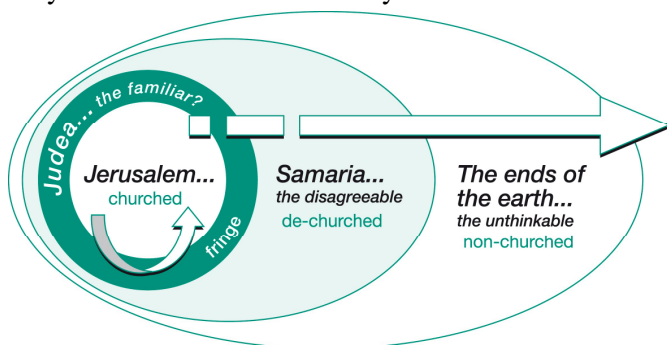 Judea... the familiar?
Jerusalem...
churched
fringe
Samaria...
the disagreeable
de-churched
The ends of
the earth...
the unthinkable
non-churched